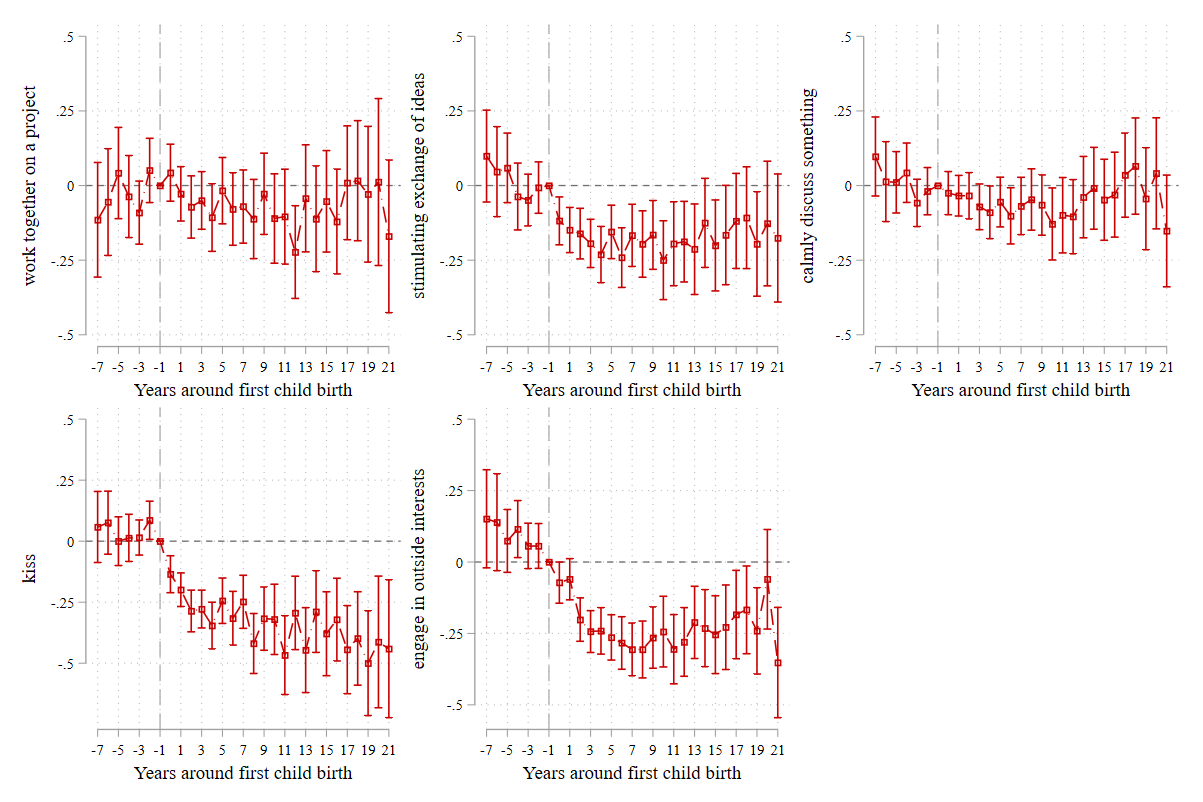 work together on a project
.5
.25
0
-.25
-.5
-7 -5 -3 -1 1 3 5 7 9 11 13 15 17 19 21
Years around first child birth
stimulating exchange of ideas
.5
.25
0
-.25
-.5
-7 -5 -3 -1 1 3 5 7 9 11 13 15 17 19 21
Years around first child birth
calmly discuss something
.5
.25
0
-.25
-.5
-7 -5 -3 -1 1 3 5 7 9 11 13 15 17 19 21
Years around first child birth
kiss
.5
.25
0
-.25
-.5
-7 -5 -3 -1 1 3 5 7 9 11 13 15 17 19 21
Years around first child birth
engage in outside interests
.5
.25
0
-.25
-.5
-7 -5 -3 -1 1 3 5 7 9 11 13 15 17 19 21
Years around first child birth